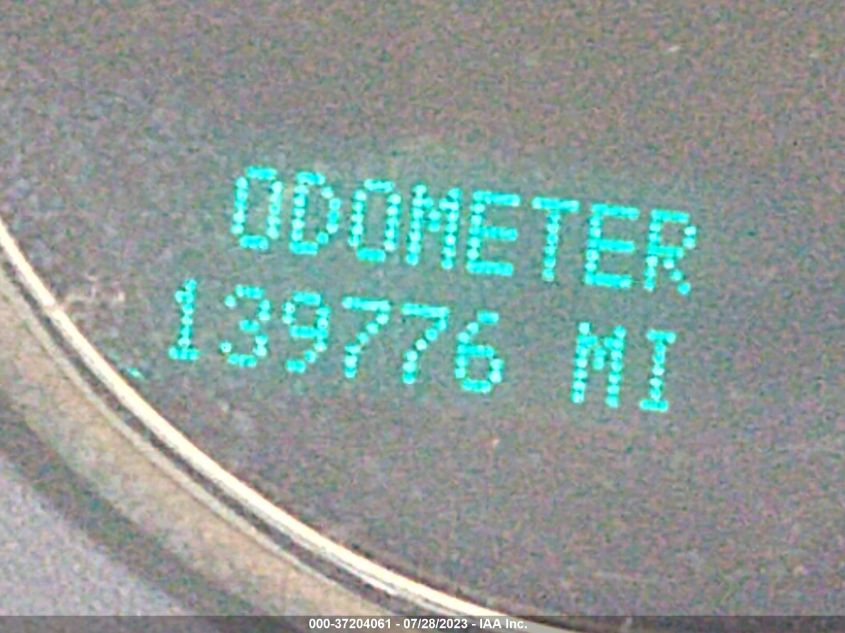 ODOMETER
139776 MI
000-37204061 - 07/28/2023 - IAA Inc.